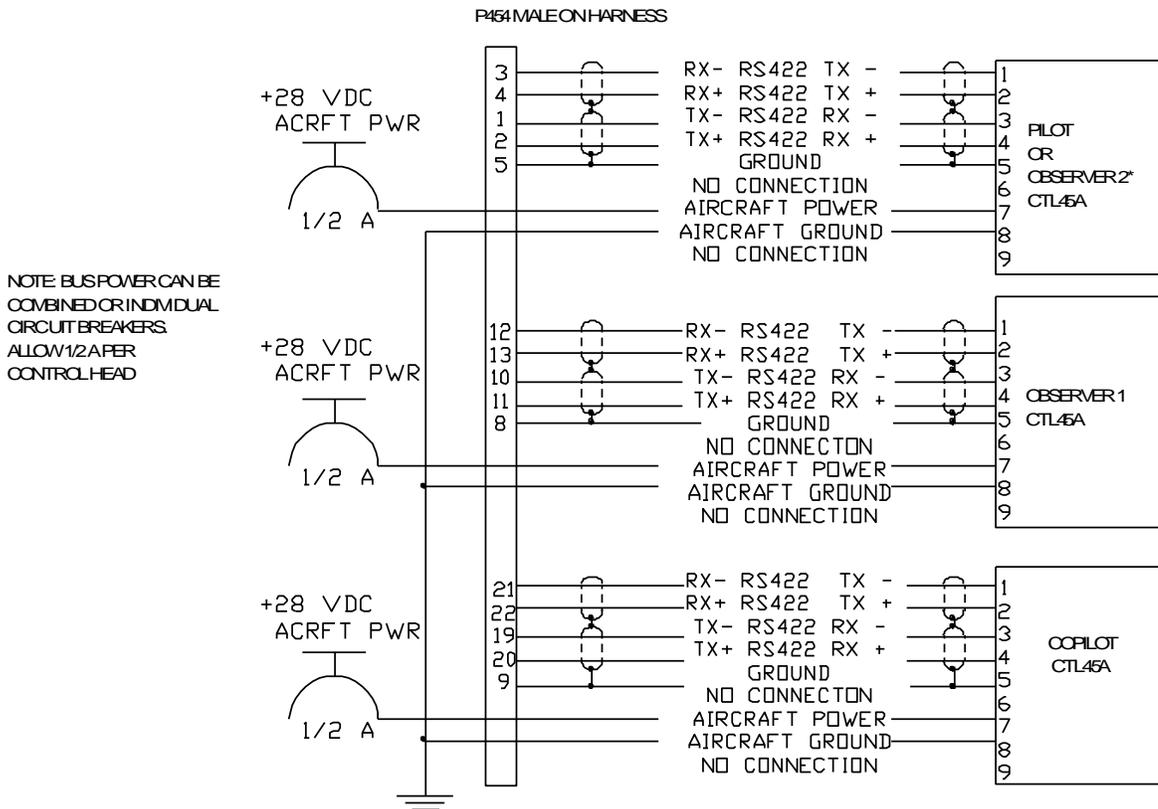 P454 MALE ON HARNESS
+28 VDC
ACRFT PWR
1/2 A
3 RX- RS422 TX - 1
4 RX+ RS422 TX + 2
1 TX- RS422 RX - 3
2 TX+ RS422 RX + 4
5 GROUND 5
NO CONNECTION 6
AIRCRAFT POWER 7
AIRCRAFT GROUND 8
NO CONNECTION 9
PILOT
OR
OBSERVER 2*
CTL45A
NOTE: BUS POWER CAN BE
COMBINED OR INDIVIDUAL
CIRCUIT BREAKERS.
ALLOW 1/2 A PER
CONTROL HEAD
+28 VDC
ACRFT PWR
1/2 A
12 RX- RS422 TX - 1
13 RX+ RS422 TX + 2
10 TX- RS422 RX - 3
11 TX+ RS422 RX + 4
8 GROUND 5
NO CONNECTON 6
AIRCRAFT POWER 7
AIRCRAFT GROUND 8
NO CONNECTION 9
OBSERVER 1
CTL45A
+28 VDC
ACRFT PWR
1/2 A
21 RX- RS422 TX - 1
22 RX+ RS422 TX + 2
19 TX- RS422 RX - 3
20 TX+ RS422 RX + 4
9 GROUND 5
NO CONNECTON 6
AIRCRAFT POWER 7
AIRCRAFT GROUND 8
NO CONNECTION 9
COPILOT
CTL45A